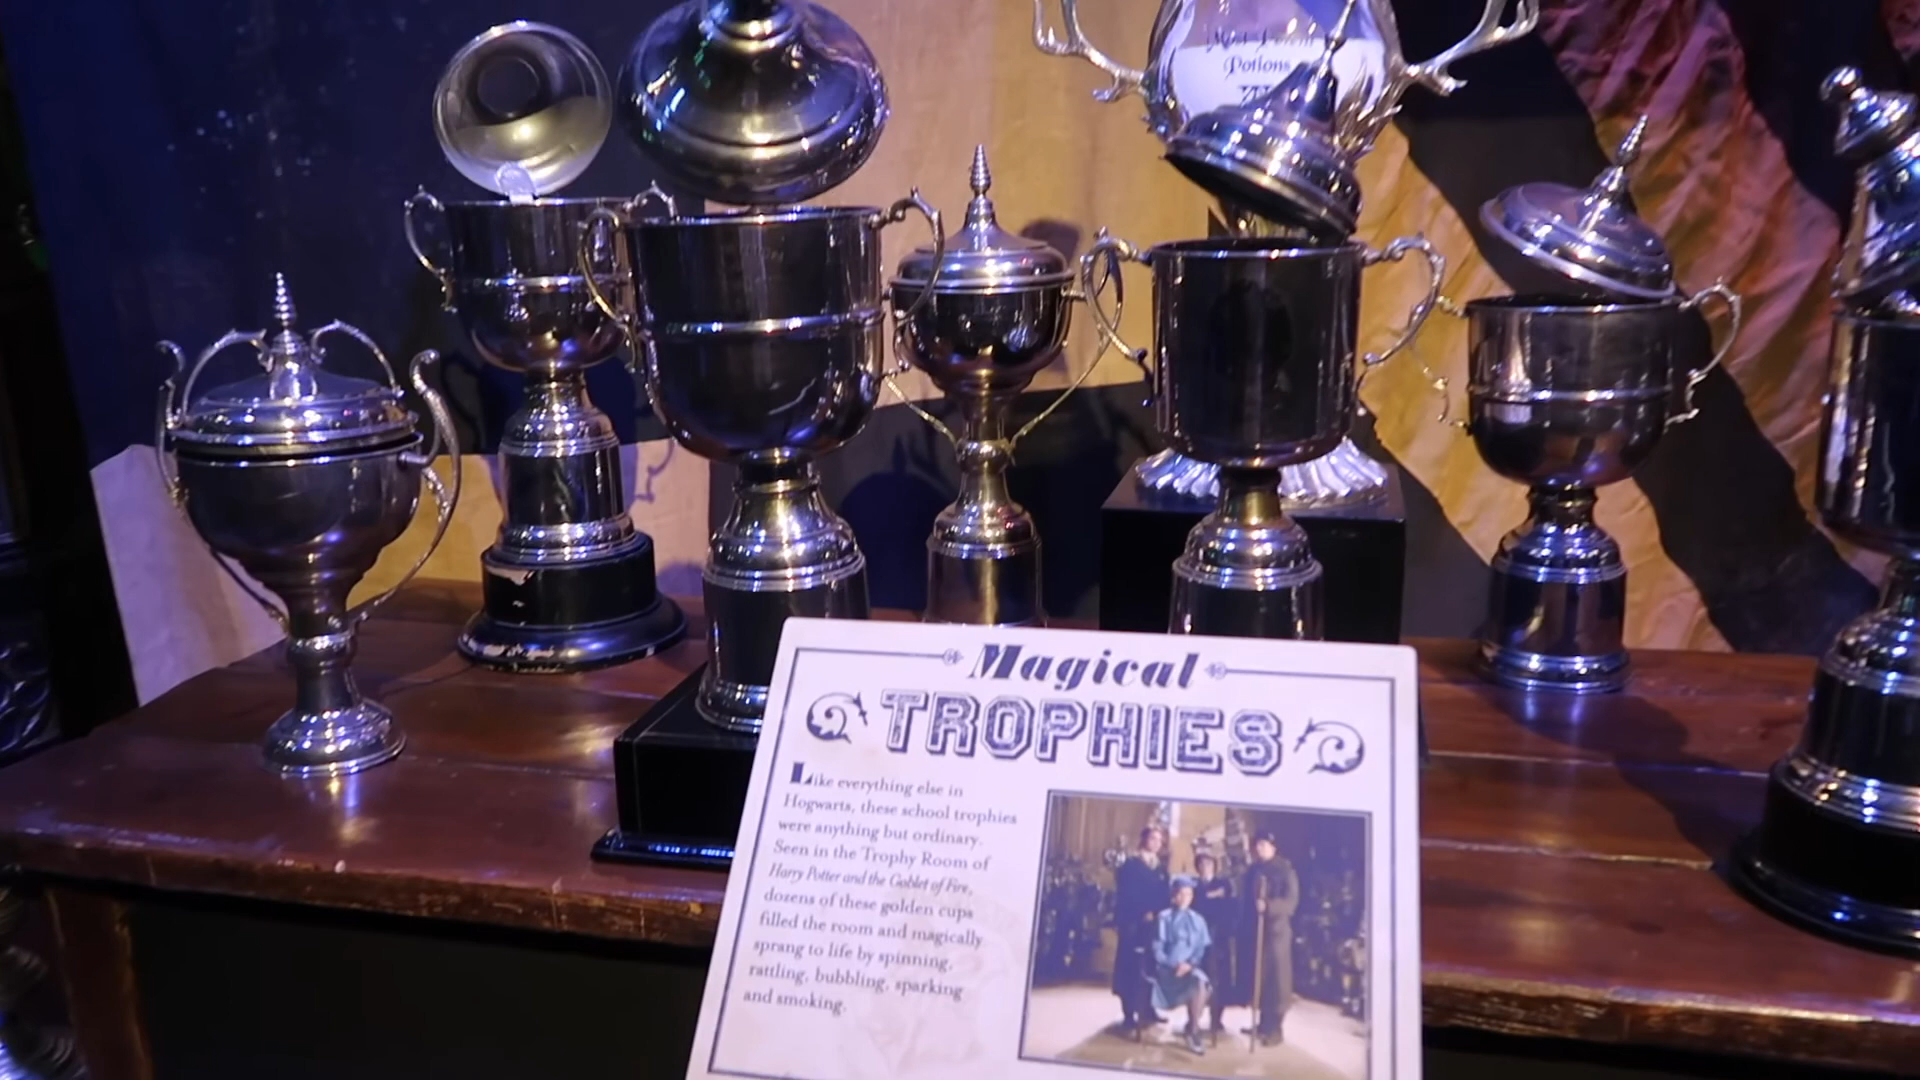 Potions
Magical
TROPHIES
Like everything else in
Hogwarts, these school trophies
were anything but ordinary.
Seen in the Trophy Room of
Harry Potter and the Goblet of Fire,
dozens of these golden cups
filled the room and magically
sprang to life by spinning,
rattling, bubbling, sparking
and smoking.